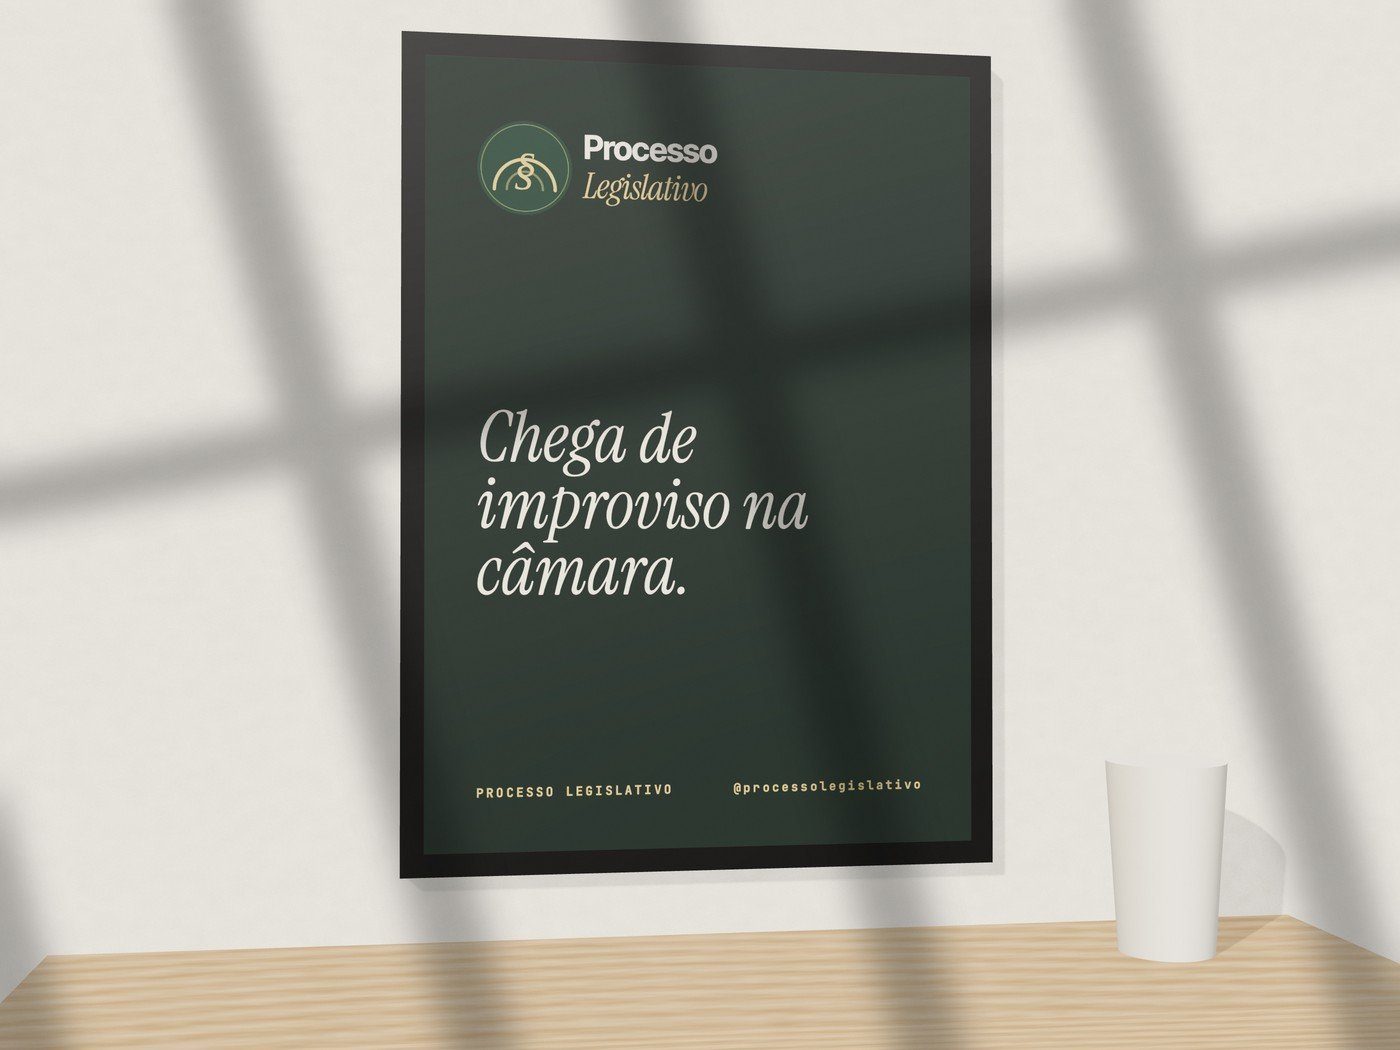 Processo
Legislativo
Chega de
improviso na
câmara.
PROCESSO LEGISLATIVO
@processolegislativo